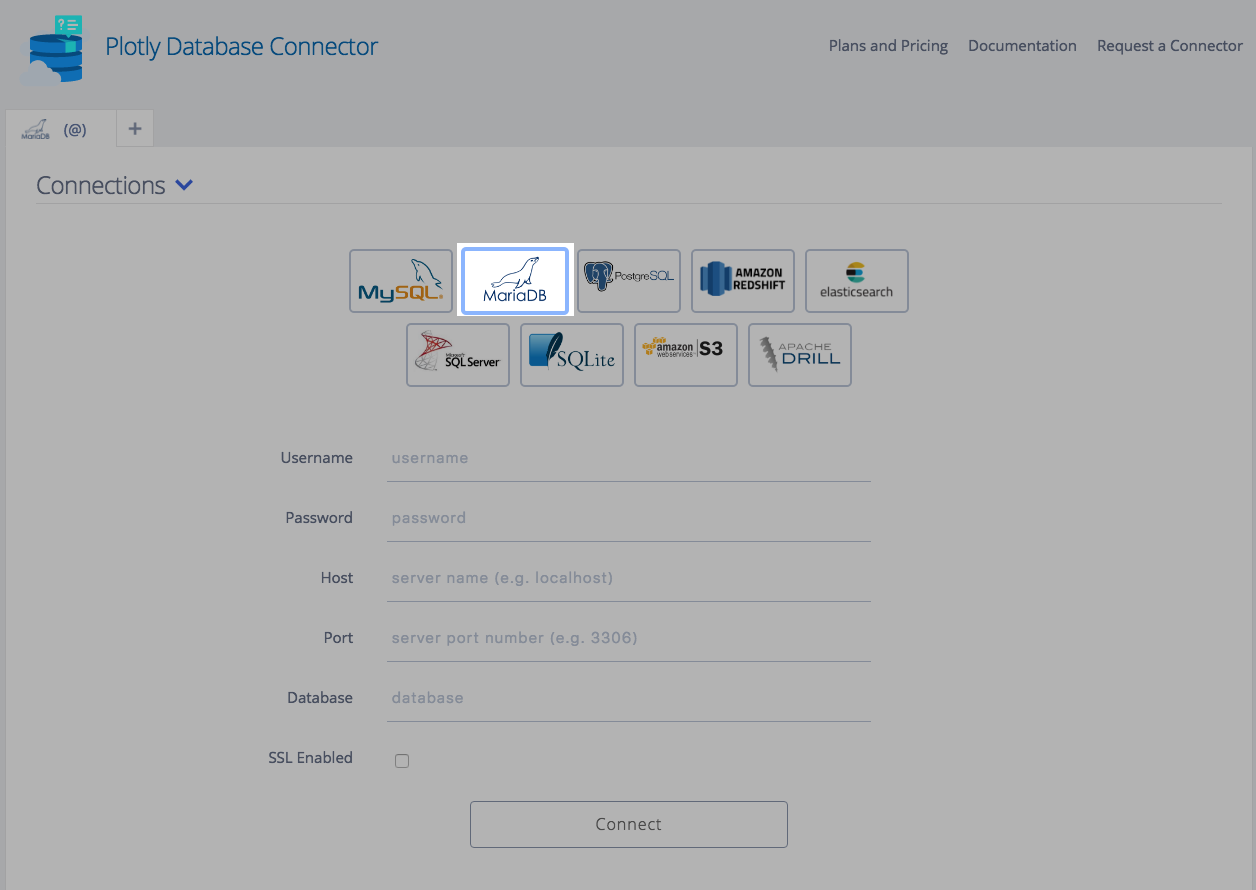 Plotly Database Connector
Plans and Pricing Documentation Request a Connector
MariaDB (@) +
Connections
MySQL® MariaDB PostgreSQL AMAZON REDSHIFT elasticsearch
Microsoft SQL Server SQLite amazon web services S3 APACHE DRILL
Username username
Password password
Host server name (e.g. localhost)
Port server port number (e.g. 3306)
Database database
SSL Enabled
Connect